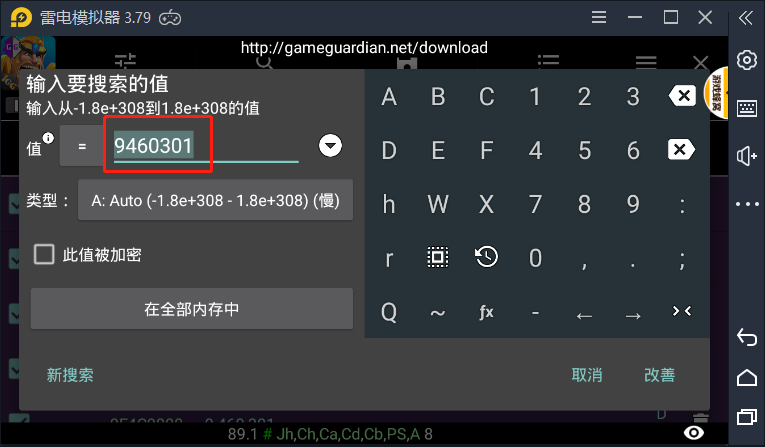 雷电模拟器 3.79
http://gameguardian.net/download
输入要搜索的值
输入从-1.8e+308到1.8e+308的值
值 = 9460301
类型： A: Auto (-1.8e+308 - 1.8e+308) (慢)
此值被加密
在全部内存中
新搜索 取消 改善
A B C 1 2 3
D E F 4 5 6
h W X 7 8 9 :
r 0 , . ;
Q ~ ƒx - ← → ><
89.1 # Jh,Ch,Ca,Cd,Cb,PS,A 8